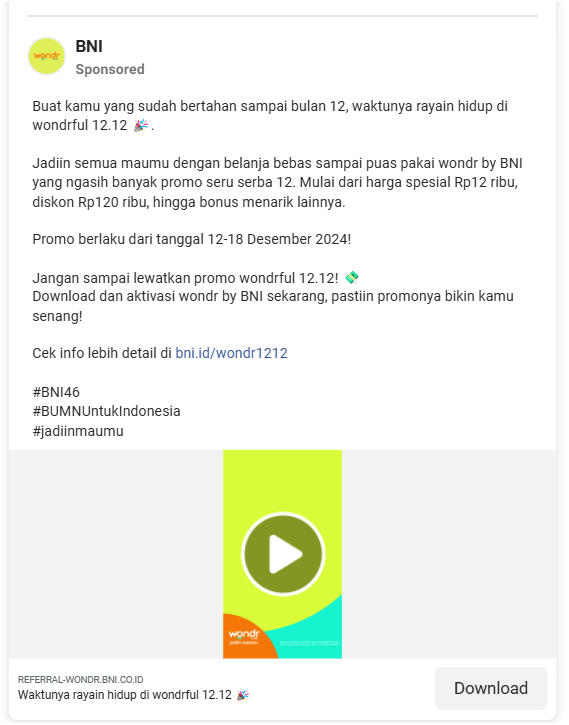 wondr
BNI
Sponsored
Buat kamu yang sudah bertahan sampai bulan 12, waktunya rayain hidup di
wondrful 12.12 🎉 .
Jadiin semua maumu dengan belanja bebas sampai puas pakai wondr by BNI
yang ngasih banyak promo seru serba 12. Mulai dari harga spesial Rp12 ribu,
diskon Rp120 ribu, hingga bonus menarik lainnya.
Promo berlaku dari tanggal 12-18 Desember 2024!
Jangan sampai lewatkan promo wondrful 12.12! 💸
Download dan aktivasi wondr by BNI sekarang, pastiin promonya bikin kamu
senang!
Cek info lebih detail di bni.id/wondr1212
#BNI46
#BUMNUntukIndonesia
#jadiinmaumu
wondr
jadiin maumu
REFERRAL-WONDR.BNI.CO.ID
Waktunya rayain hidup di wondrful 12.12 🎉
Download